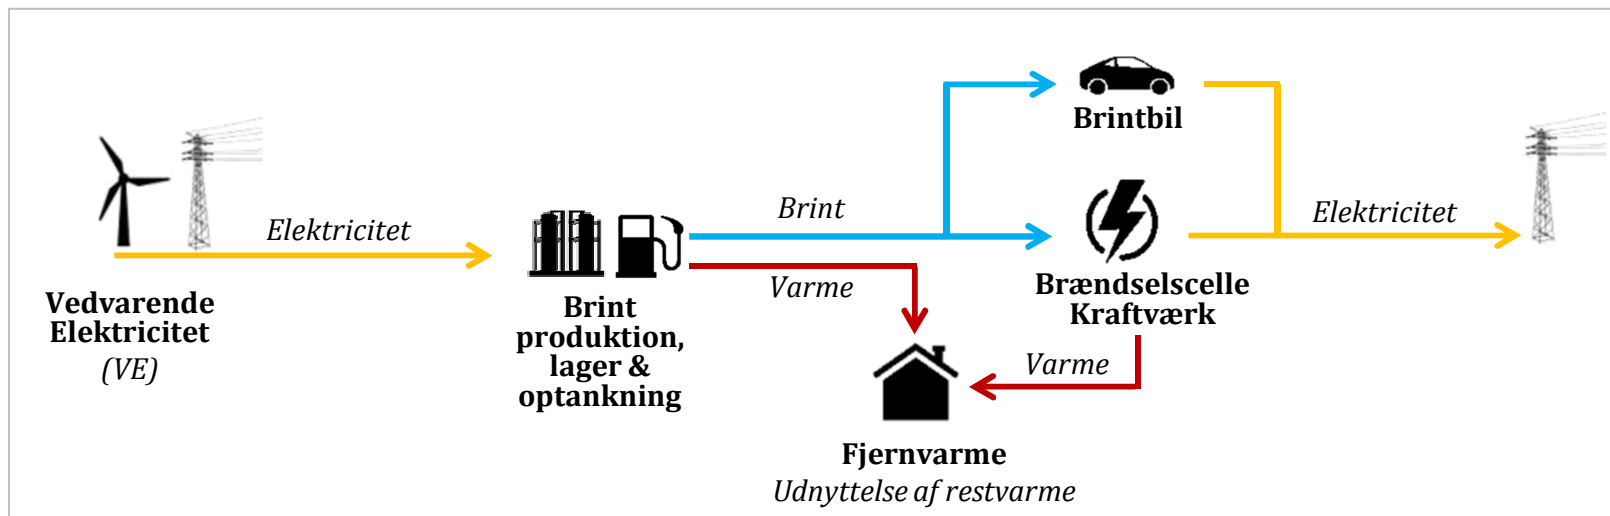 Vedvarende
Elektricitet
(VE)
Elektricitet
Brint
produktion,
lager &
optankning
Brint
Varme
Brintbil
Brændselscelle
Kraftværk
Varme
Fjernvarme
Udnyttelse af restvarme
Elektricitet